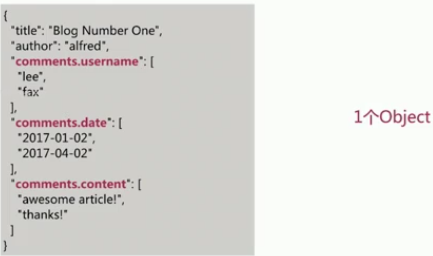 {
"title": "Blog Number One",
"author": "alfred",
"comments.username": [
"lee",
"fax"
],
"comments.date": [
"2017-01-02",
"2017-04-02"
],
"comments.content": [
"awesome article!",
"thanks!"
]
}
1个Object